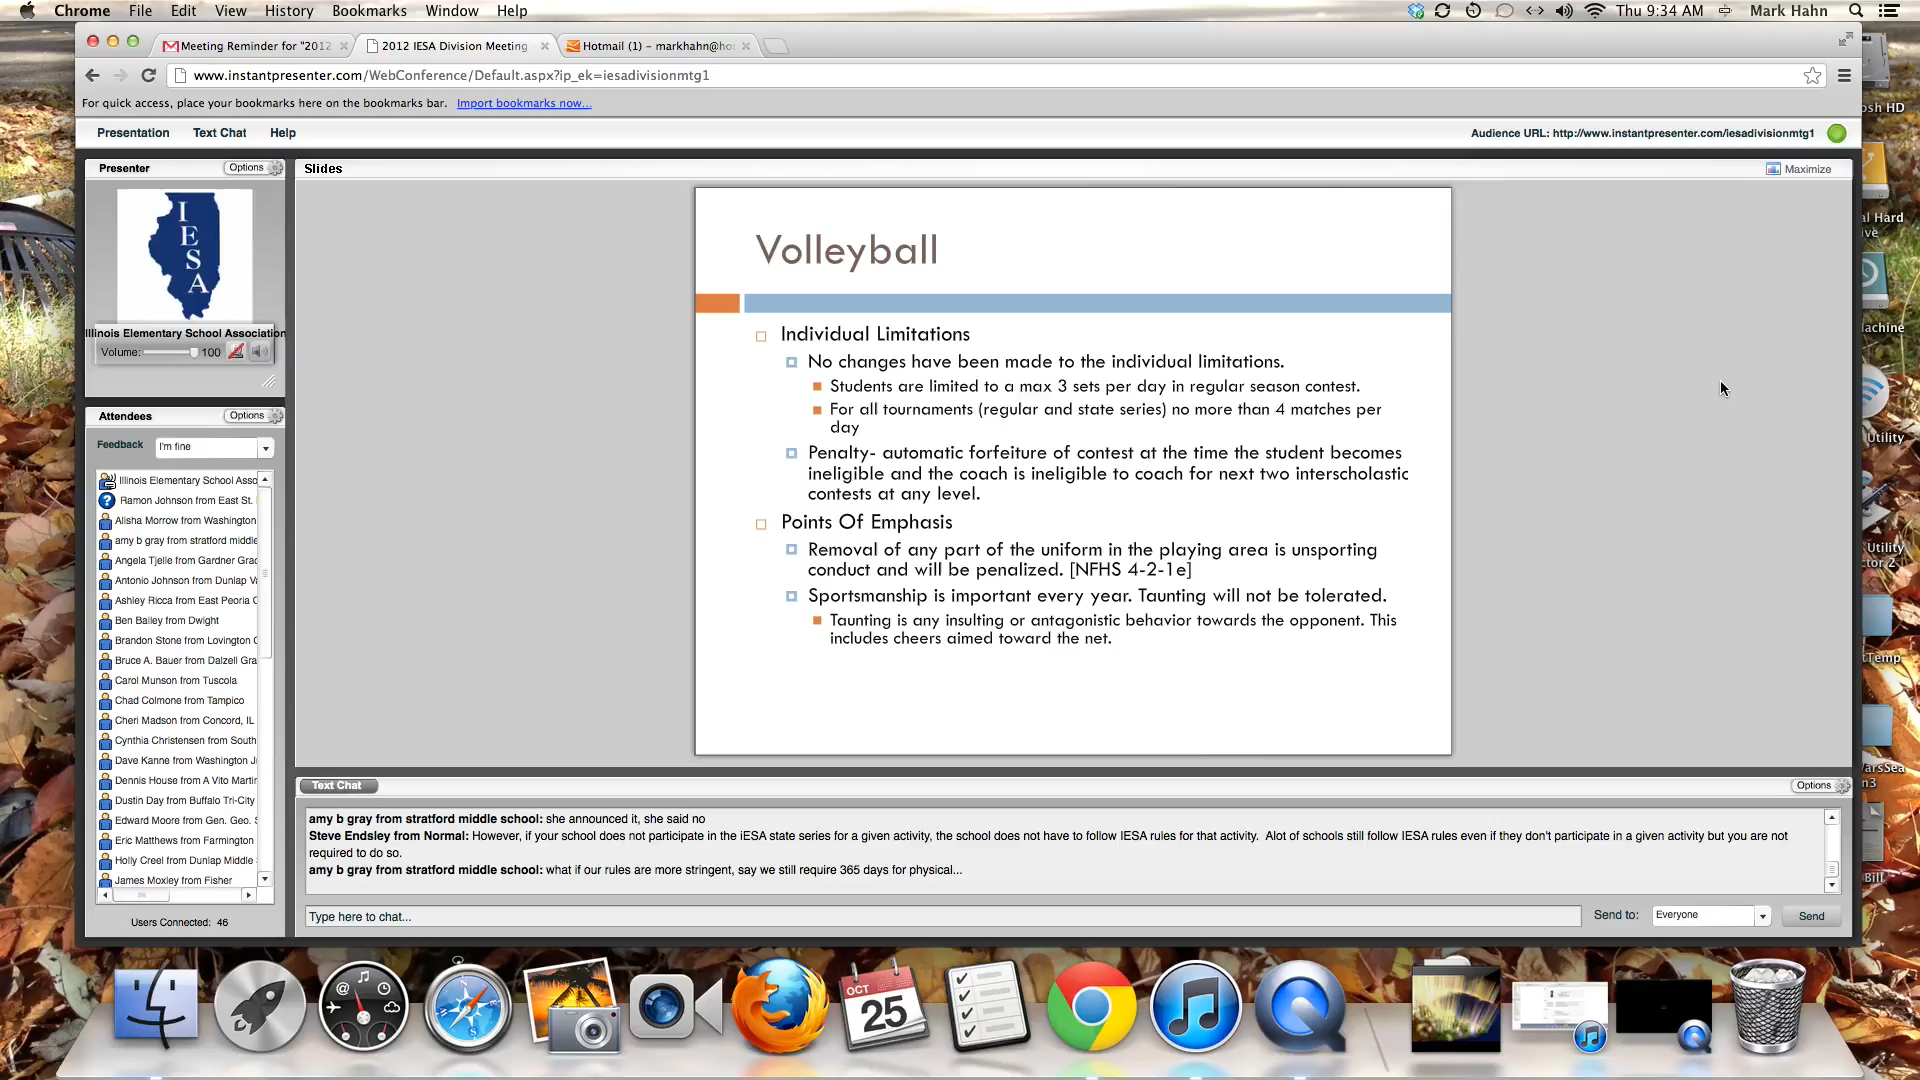 Chrome File Edit View History Bookmarks Window Help
Thu 9:34 AM Mark Hahn
Meeting Reminder for "2012
2012 IESA Division Meeting
Hotmail (1) - markhahn@ho
www.instantpresenter.com/WebConference/Default.aspx?ip_ek=iesadivisionmtg1
For quick access, place your bookmarks here on the bookmarks bar. Import bookmarks now...
Presentation Text Chat Help
Audience URL: http://www.instantpresenter.com/iesadivisionmtg1
Presenter Options
I
E
S
A
Illinois Elementary School Association
Volume: 100
Attendees Options
Feedback I'm fine
Illinois Elementary School Asso
Ramon Johnson from East St.
Alisha Morrow from Washington
amy b gray from stratford middle
Angela Tjelle from Gardner Grac
Antonio Johnson from Dunlap Va
Ashley Ricca from East Peoria C
Ben Bailey from Dwight
Brandon Stone from Lovington C
Bruce A. Bauer from Dalzell Gra
Carol Munson from Tuscola
Chad Colmone from Tampico
Cheri Madson from Concord, IL
Cynthia Christensen from South
Dave Kanne from Washington J
Dennis House from A Vito Martin
Dustin Day from Buffalo Tri-City
Edward Moore from Gen. Geo. S
Eric Matthews from Farmington
Holly Creel from Dunlap Middle
James Moxley from Fisher
Users Connected: 46
Slides
Maximize
Volleyball
Individual Limitations
No changes have been made to the individual limitations.
Students are limited to a max 3 sets per day in regular season contest.
For all tournaments (regular and state series) no more than 4 matches per
day
Penalty- automatic forfeiture of contest at the time the student becomes
ineligible and the coach is ineligible to coach for next two interscholastic
contests at any level.
Points Of Emphasis
Removal of any part of the uniform in the playing area is unsporting
conduct and will be penalized. [NFHS 4-2-1e]
Sportsmanship is important every year. Taunting will not be tolerated.
Taunting is any insulting or antagonistic behavior towards the opponent. This
includes cheers aimed toward the net.
Text Chat
Options
amy b gray from stratford middle school: she announced it, she said no
Steve Endsley from Normal: However, if your school does not participate in the iESA state series for a given activity, the school does not have to follow IESA rules for that activity. Alot of schools still follow IESA rules even if they don't participate in a given activity but you are not
required to do so.
amy b gray from stratford middle school: what if our rules are more stringent, say we still require 365 days for physical...
Type here to chat...
Send to: Everyone Send
osh HD
al Hard
ive
achine
Utility
Utility
ctor 2
tTemp
arsSea
n3
Bill
OCT
25